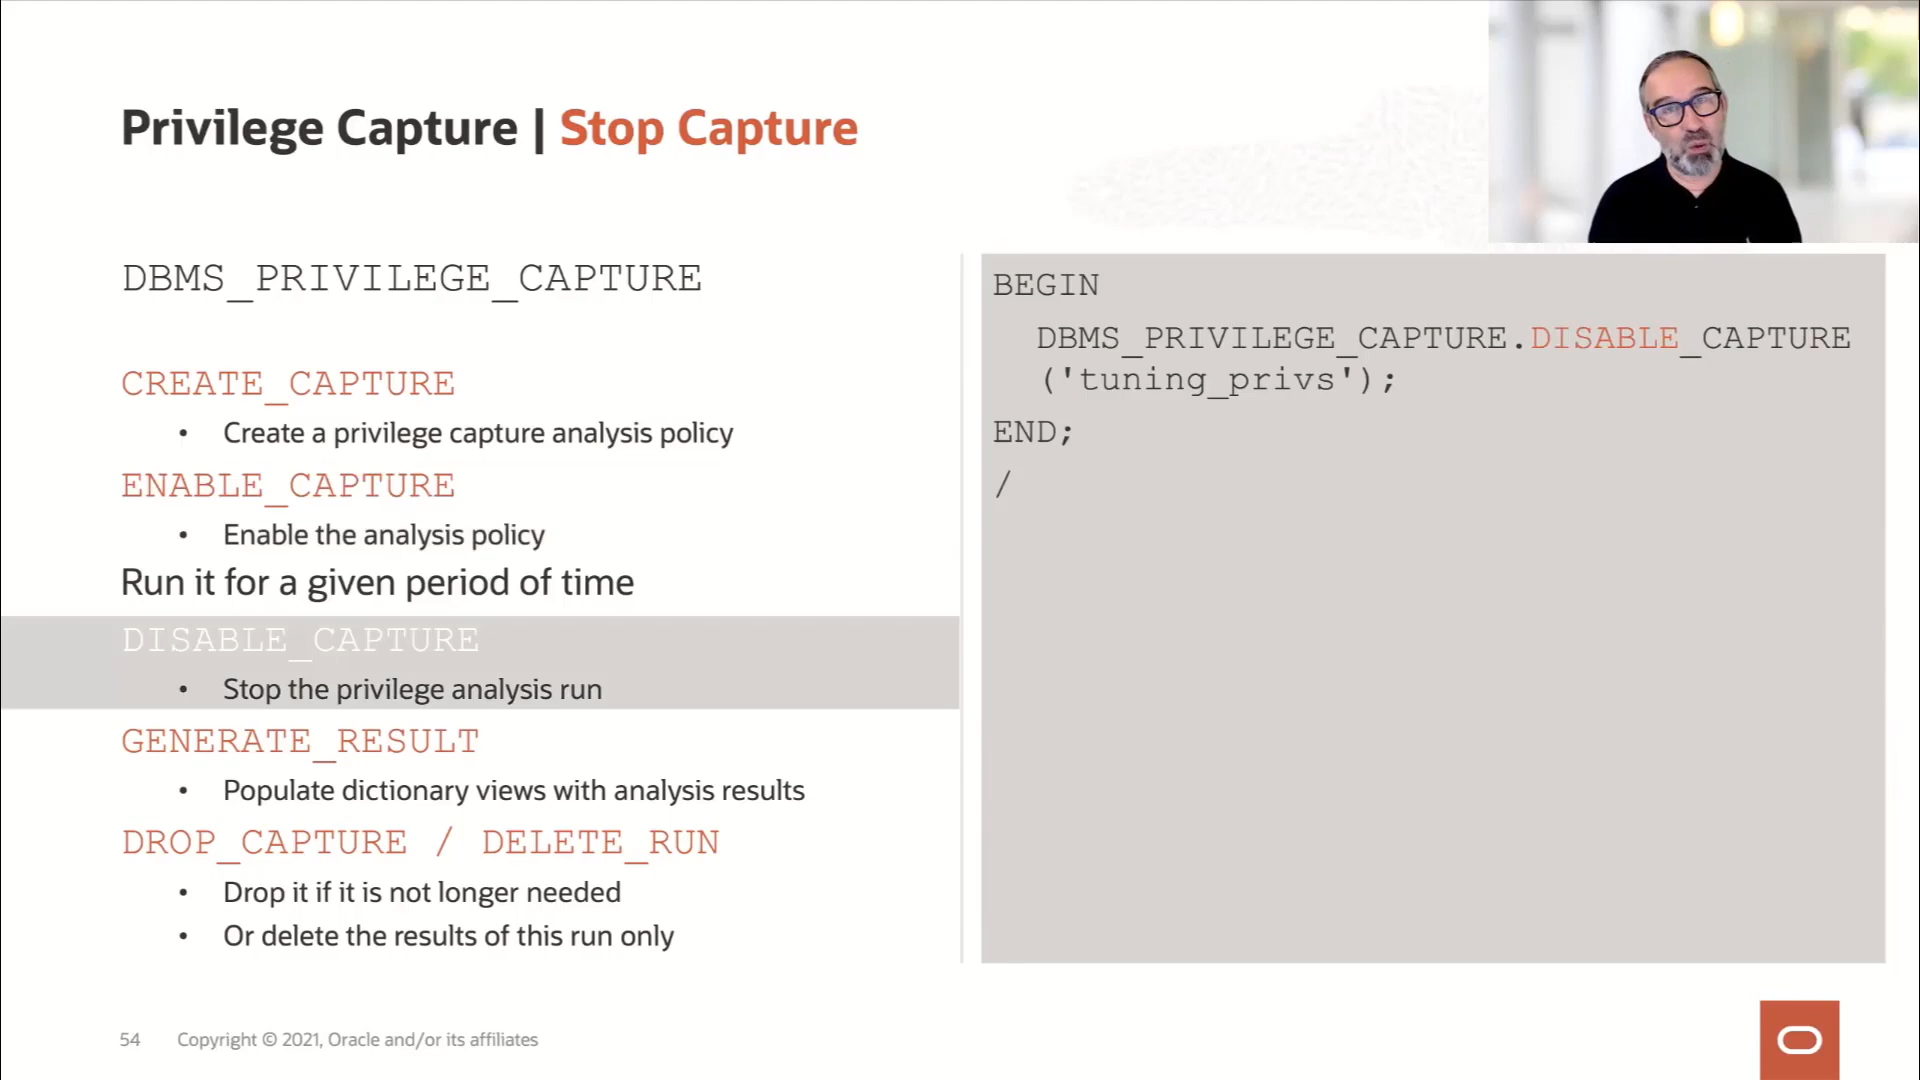 Privilege Capture | Stop Capture
DBMS_PRIVILEGE_CAPTURE
CREATE_CAPTURE
• Create a privilege capture analysis policy
ENABLE_CAPTURE
• Enable the analysis policy
Run it for a given period of time
DISABLE_CAPTURE
• Stop the privilege analysis run
GENERATE_RESULT
• Populate dictionary views with analysis results
DROP_CAPTURE / DELETE_RUN
• Drop it if it is not longer needed
• Or delete the results of this run only
BEGIN
DBMS_PRIVILEGE_CAPTURE.DISABLE_CAPTURE
('tuning_privs');
END;
/
54 Copyright © 2021, Oracle and/or its affiliates